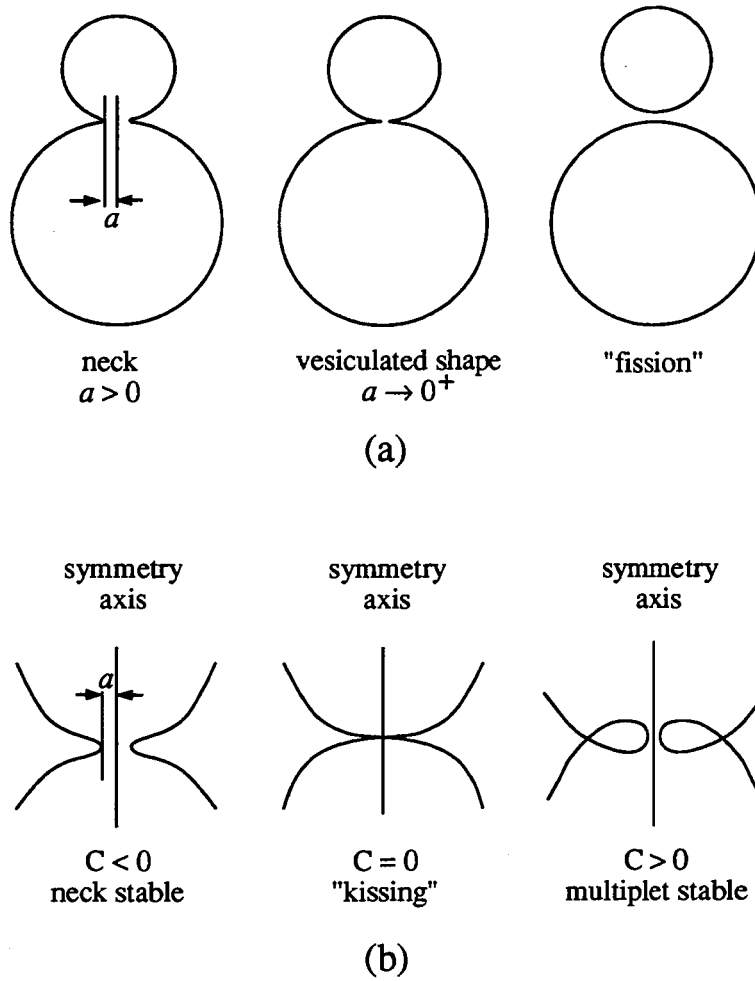 a
neck
a > 0
vesiculated shape
a → 0⁺
"fission"
(a)
symmetry
axis
symmetry
axis
symmetry
axis
a
C < 0
neck stable
C = 0
"kissing"
C > 0
multiplet stable
(b)